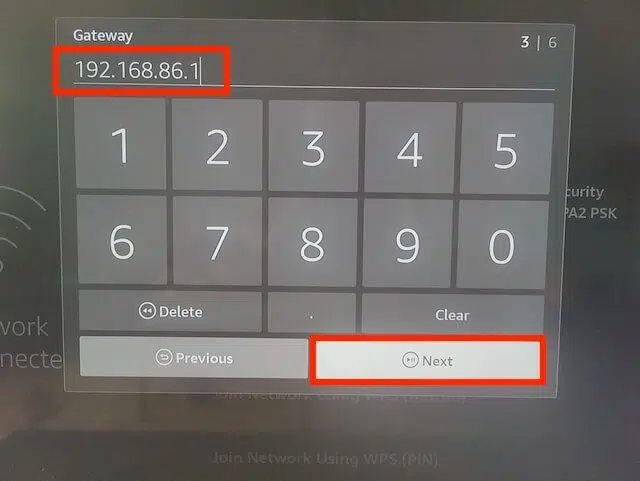 Gateway
3 | 6
192.168.86.1
1 2 3 4 5
6 7 8 9 0
Delete . Clear
Previous Next
curity
PA2 PSK
work
nnecte
Join Network Using WPS (PIN)